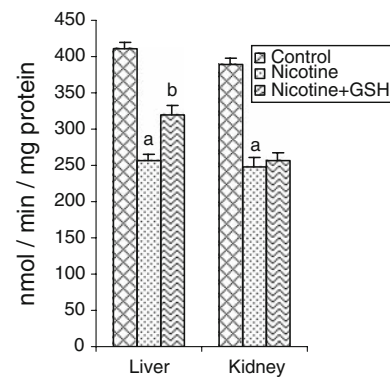 nmol / min / mg protein
450
400
350
300
250
200
150
100
50
0
a
b
a
Control
Nicotine
Nicotine+GSH
Liver
Kidney